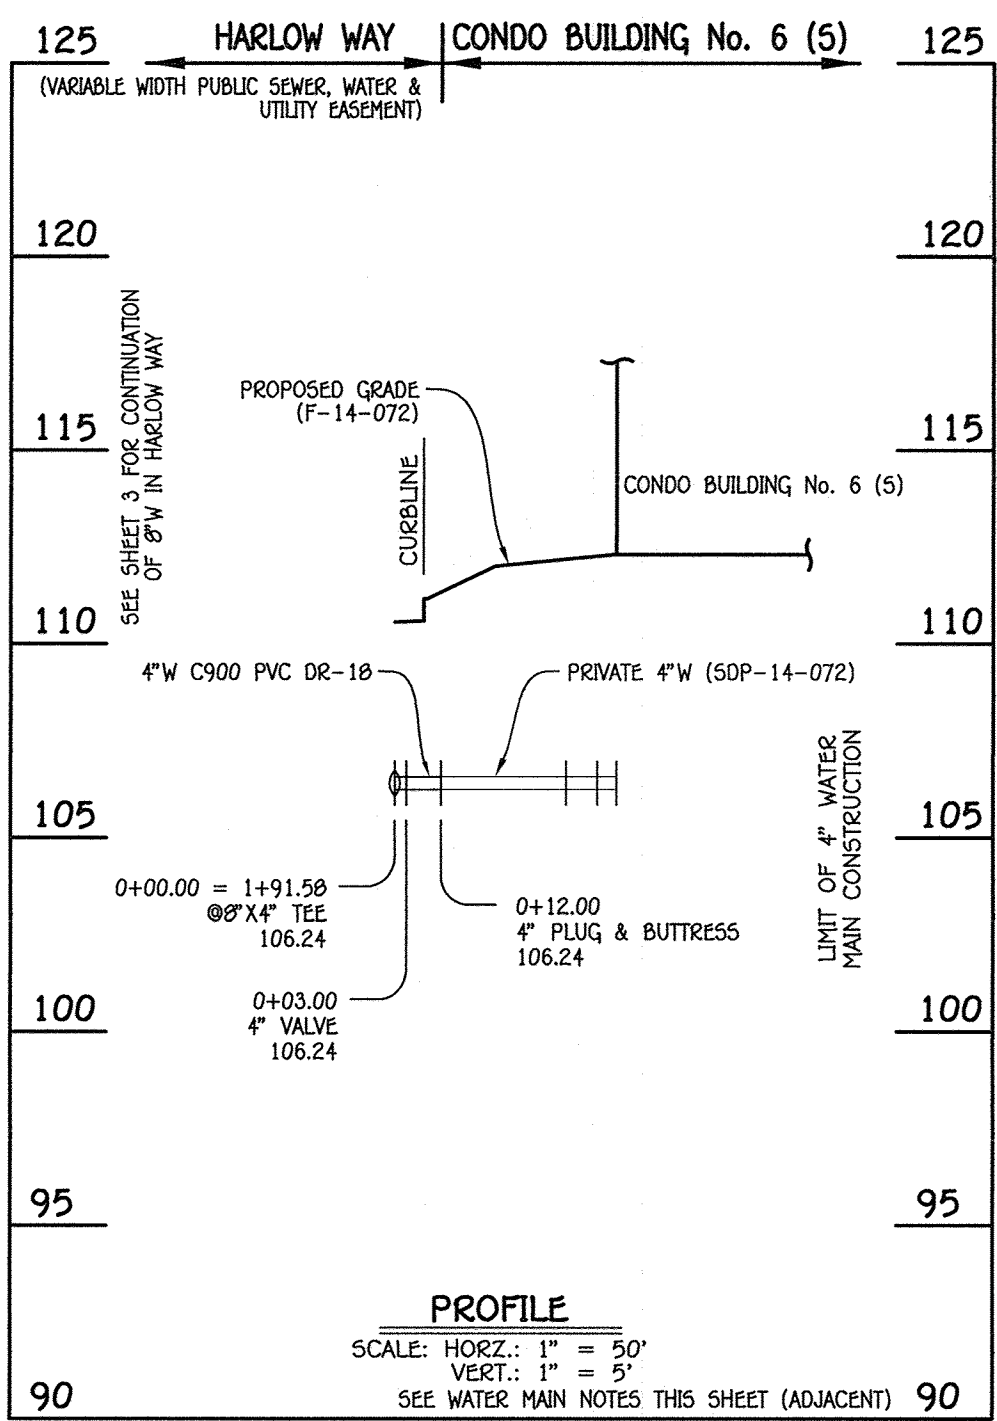 125
HARLOW WAY
CONDO BUILDING No. 6 (S)
125
(VARIABLE WIDTH PUBLIC SEWER, WATER &
UTILITY EASEMENT)
120
120
SEE SHEET 3 FOR CONTINUATION
OF 8"W IN HARLOW WAY
PROPOSED GRADE
(F-14-072)
115
115
CURBLINE
CONDO BUILDING No. 6 (S)
110
110
4"W C900 PVC DR-18
PRIVATE 4"W (SDP-14-072)
LIMIT OF 4" WATER
MAIN CONSTRUCTION
105
105
0+00.00 = 1+91.58
@8"X4" TEE
106.24
0+12.00
4" PLUG & BUTTRESS
106.24
0+03.00
4" VALVE
106.24
100
100
95
95
PROFILE
SCALE: HORZ.: 1" = 50'
VERT.: 1" = 5'
SEE WATER MAIN NOTES THIS SHEET (ADJACENT)
90
90